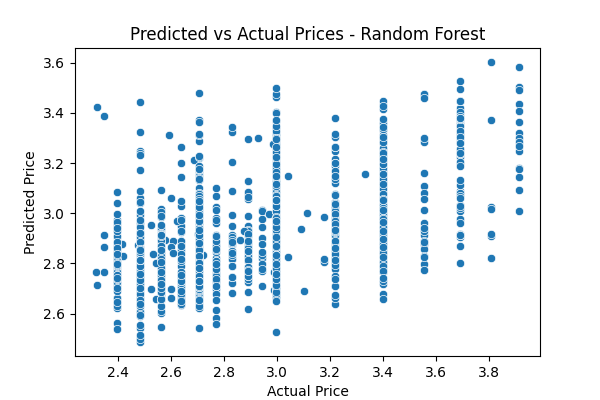 Predicted vs Actual Prices - Random Forest
3.6
3.4
3.2
3.0
2.8
2.6
Predicted Price
2.4 2.6 2.8 3.0 3.2 3.4 3.6 3.8
Actual Price